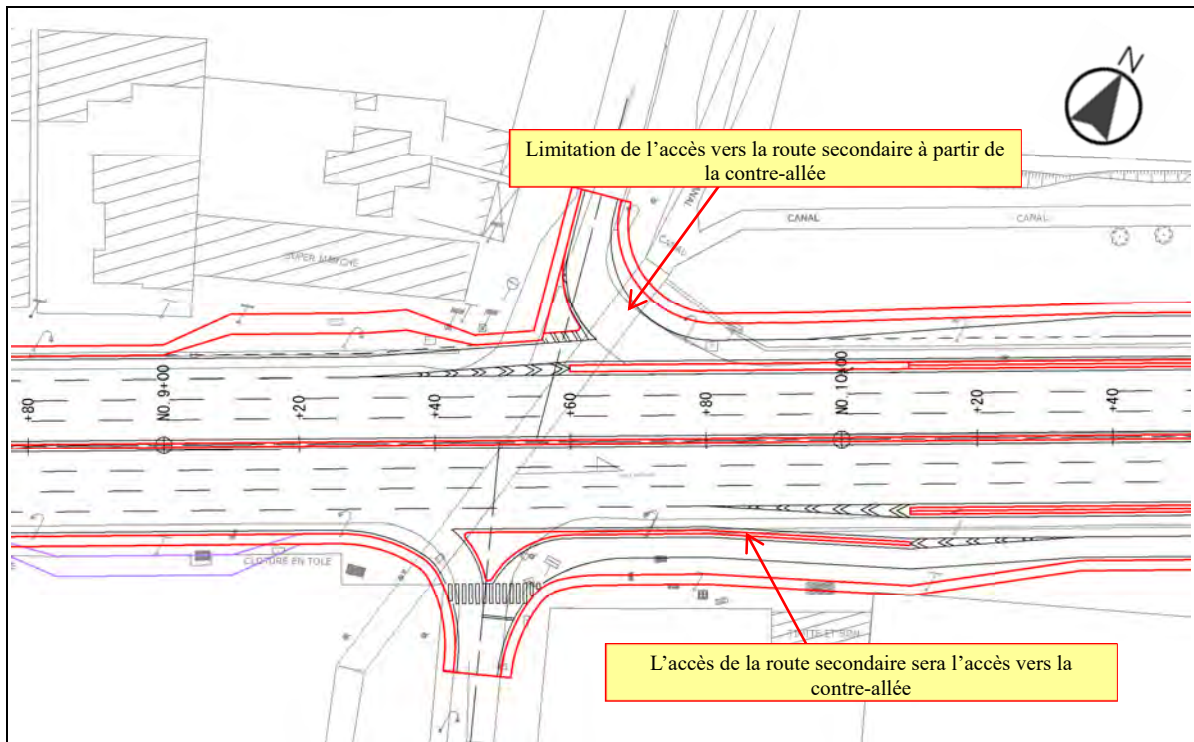 N
Limitation de l’accès vers la route secondaire à partir de
la contre-allée
CANAL
CANAL
CANAL
CANAL
SUPER MARCHE
+80
NO.9+00
+20
+40
+60
+80
NO.10+00
+20
+40
CLOTURE EN TOLE
L’accès de la route secondaire sera l’accès vers la
contre-allée